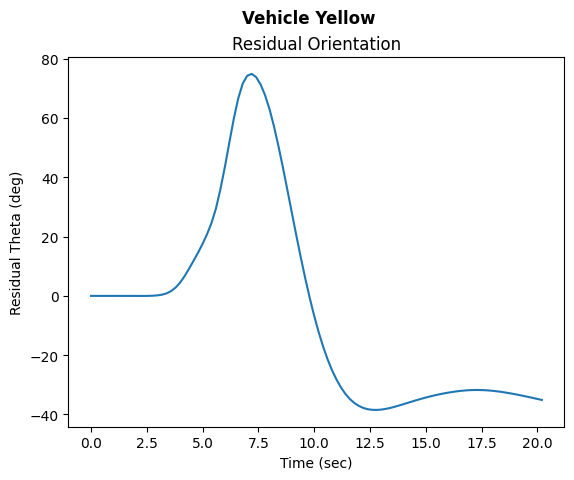 Vehicle Yellow
Residual Orientation
80
60
40
20
0
−20
−40
Residual Theta (deg)
0.0 2.5 5.0 7.5 10.0 12.5 15.0 17.5 20.0
Time (sec)